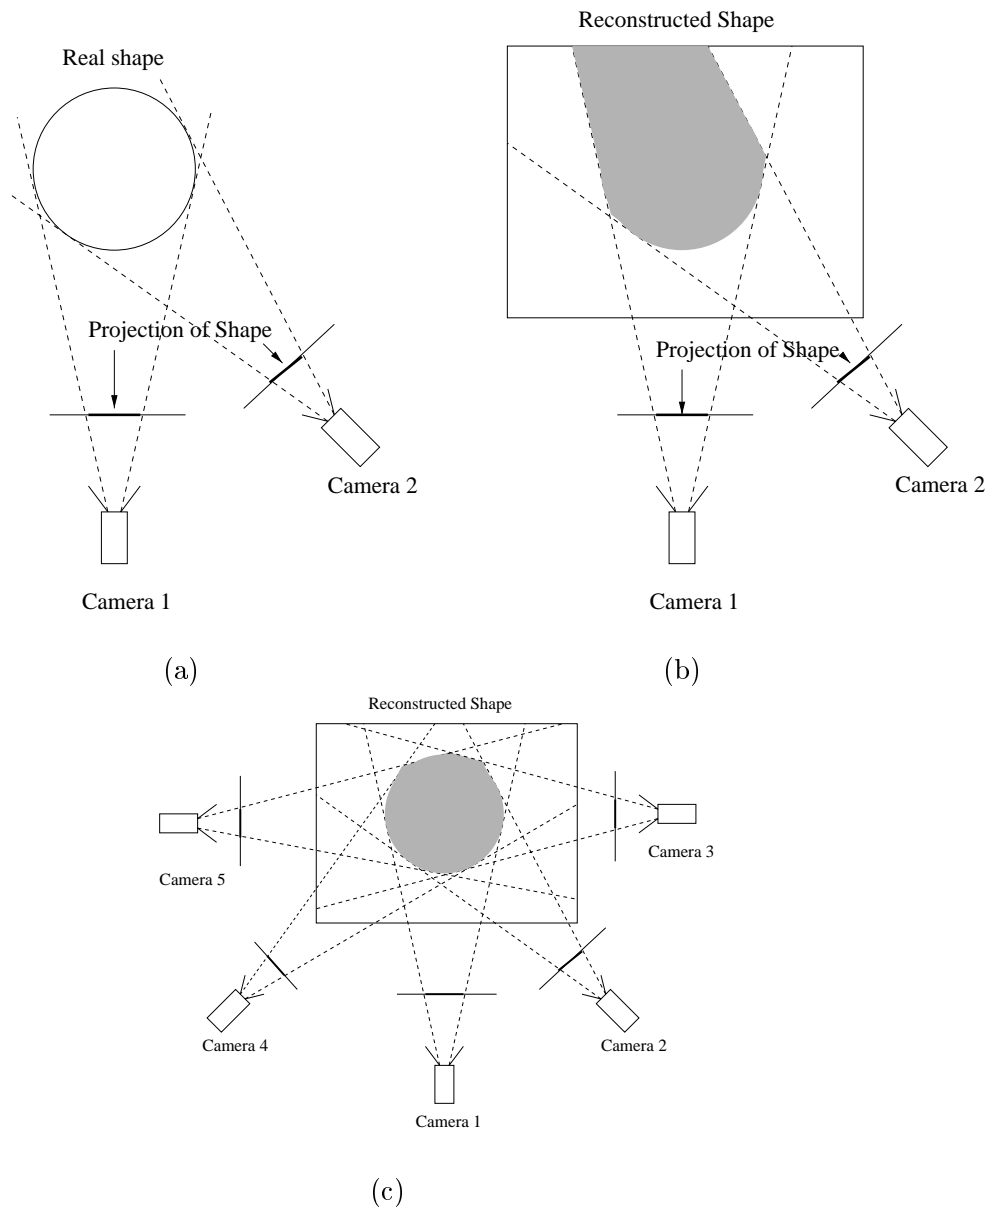 Real shape
Projection of Shape
Camera 2
Camera 1
(a)
Reconstructed Shape
Projection of Shape
Camera 2
Camera 1
(b)
Reconstructed Shape
Camera 5
Camera 3
Camera 4
Camera 2
Camera 1
(c)